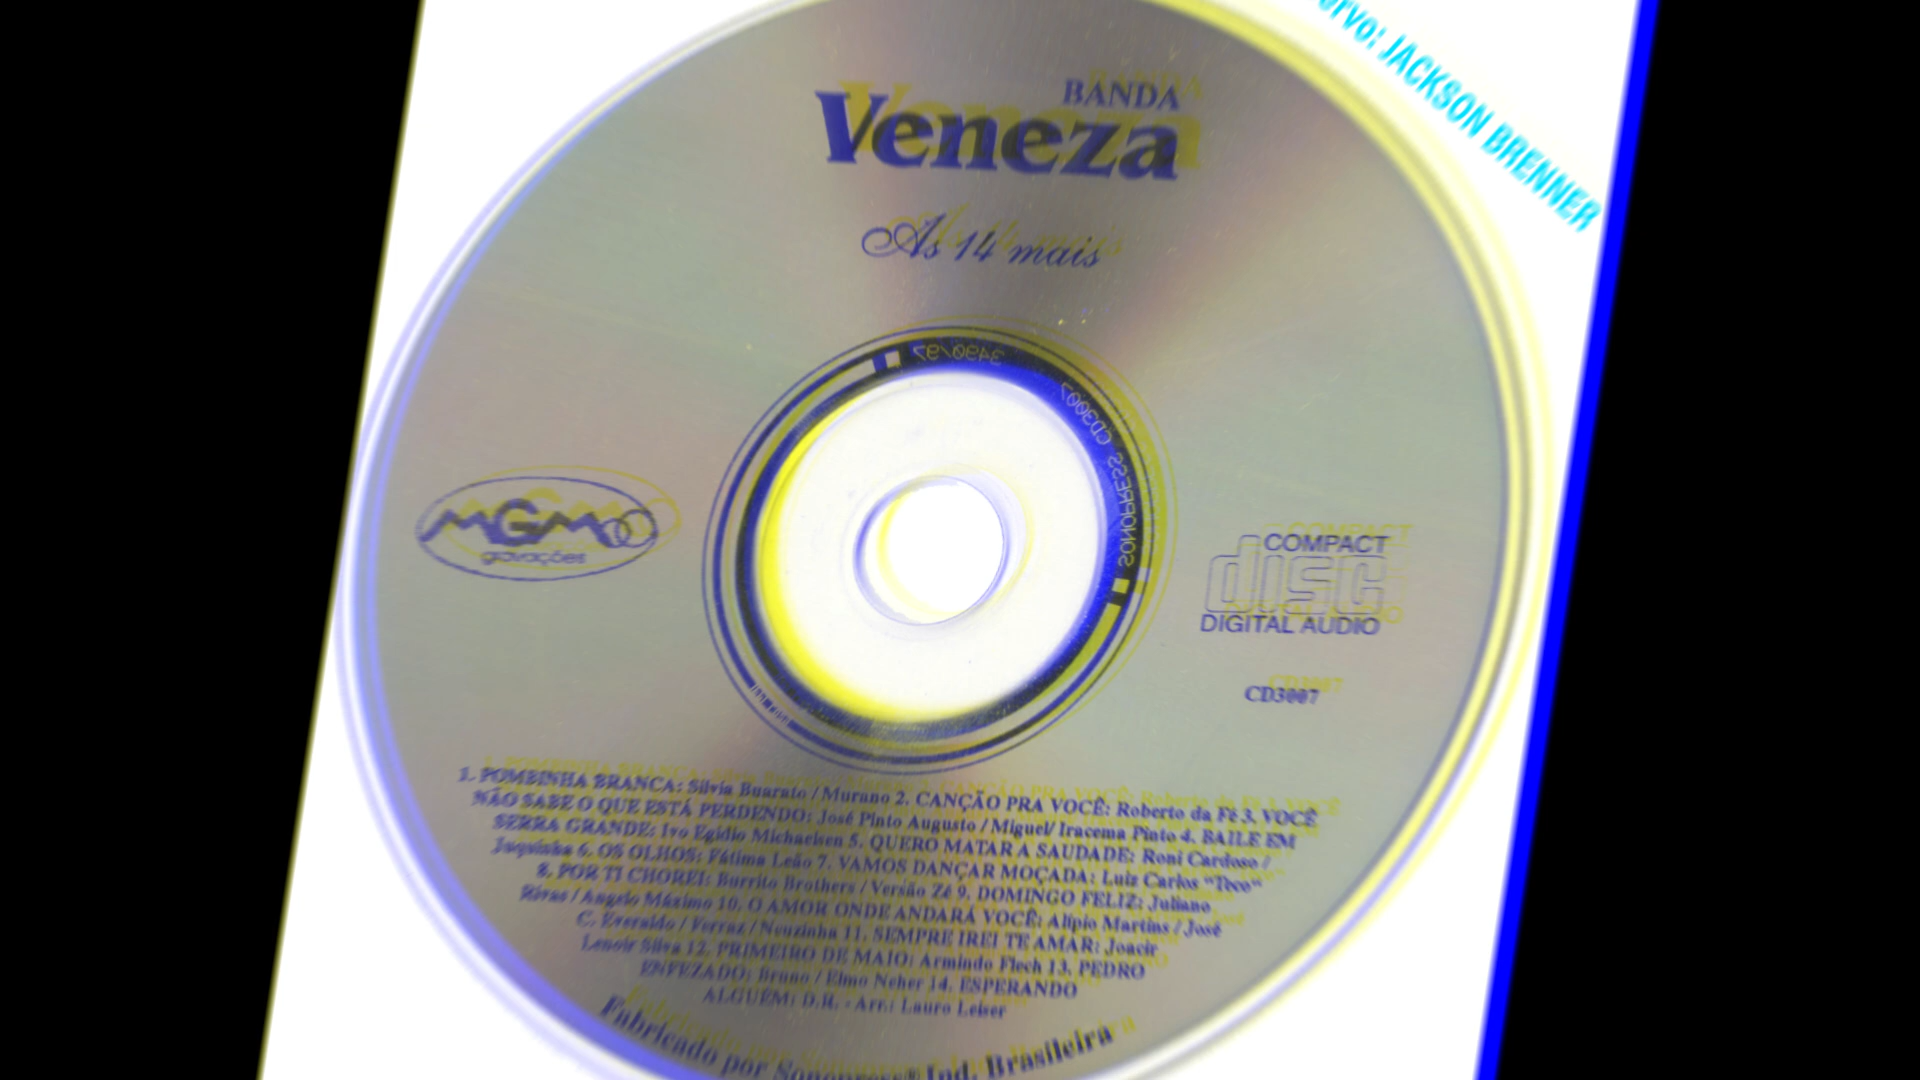 JACKSON BRENNER
BANDA
Veneza
As 14 mais
3490/97
CD3007
SONOPRESS
MGM
gravações
COMPACT
disc
DIGITAL AUDIO
CD3007
1. POMBINHA BRANCA: Silvia Buarato / Murano 2. CANÇÃO PRA VOCÊ: Roberto da Fé 3. VOCÊ
NÃO SABE O QUE ESTÁ PERDENDO: José Pinto Augusto / Miguel/ Iracema Pinto 4. BAILE EM
SERRA GRANDE: Ivo Egidio Michaelsen 5. QUERO MATAR A SAUDADE: Roni Cardoso /
Juquinha 6. OS OLHOS: Fátima Leão 7. VAMOS DANÇAR MOÇADA: Luiz Carlos "Teco"
8. POR TI CHOREI: Burrito Brothers / Versão Zé 9. DOMINGO FELIZ: Juliano
Rivas / Angelo Máximo 10. O AMOR ONDE ANDARÁ VOCÊ: Alípio Martins / José
C. Everaldo / Ferraz / Neuzinha 11. SEMPRE IREI TE AMAR: Joacir
Lenoir Silva 12. PRIMEIRO DE MAIO: Armindo Flech 13. PEDRO
ENFEZADO: Bruno / Elmo Neher 14. ESPERANDO
ALGUÉM: D.R. - Arr.: Lauro Leiser
Fabricado por Sonopress® Ind. Brasileira